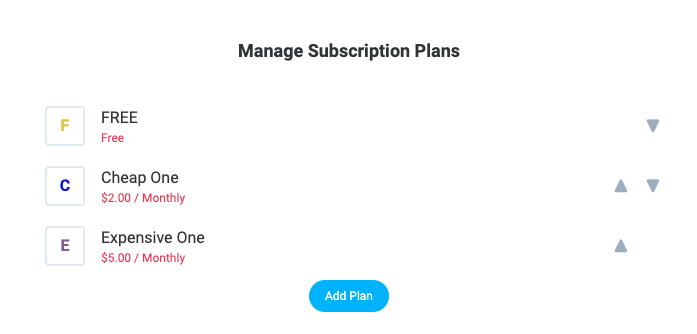 Manage Subscription Plans
F
FREE
Free
C
Cheap One
$2.00 / Monthly
E
Expensive One
$5.00 / Monthly
Add Plan